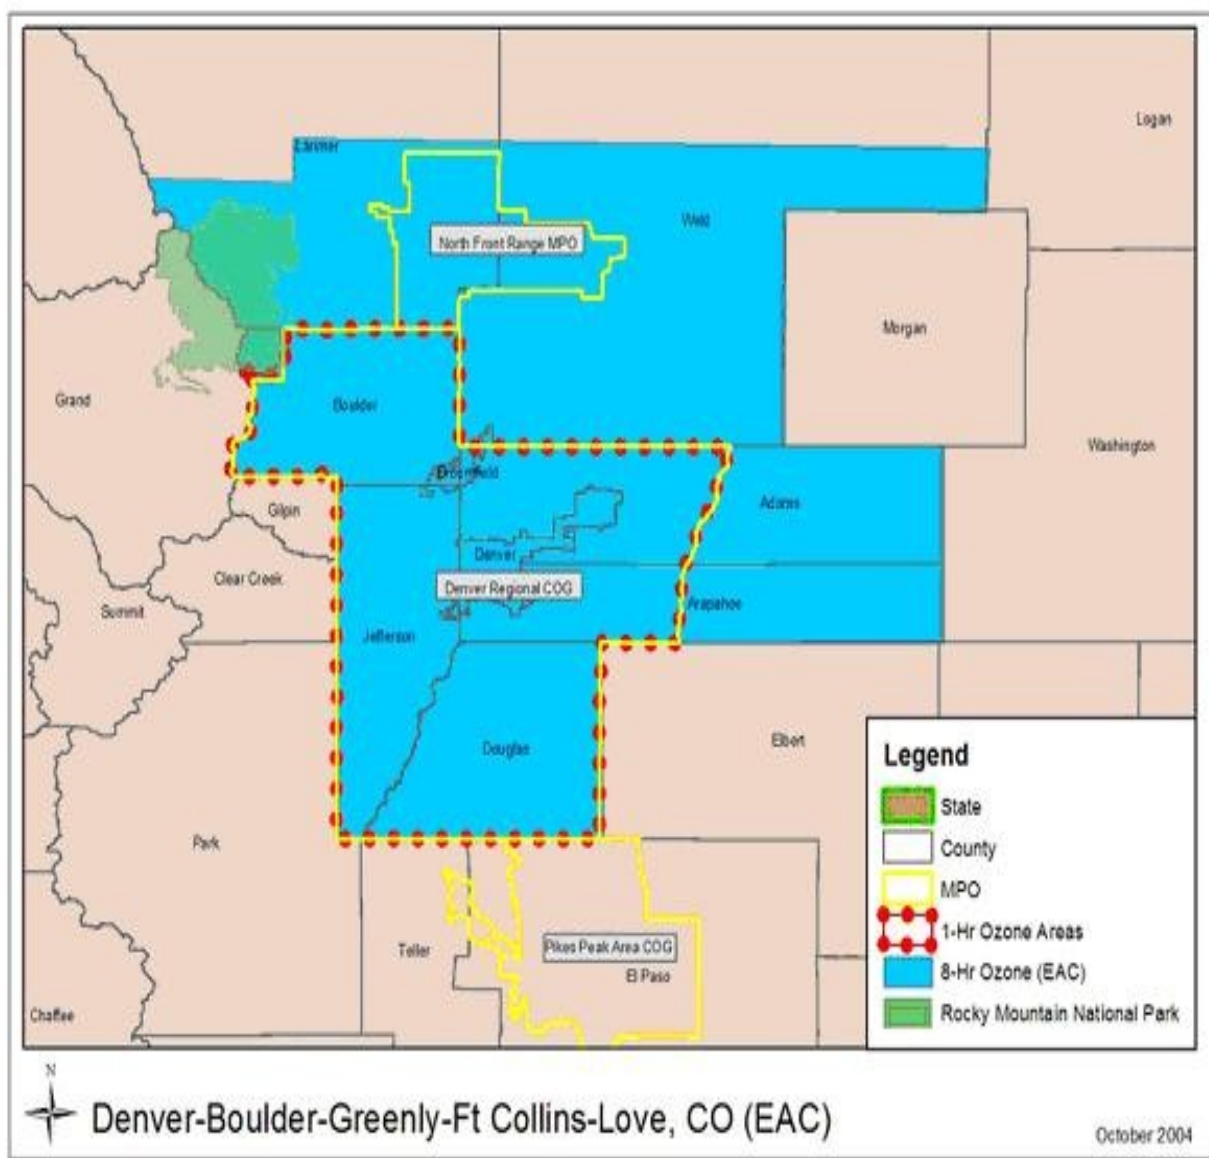 Logan
Larimer
Weld
North Front Range MPO
Morgan
Grand
Boulder
Washington
Broomfield
Gilpin
Adams
Denver
Clear Creek
Denver Regional COG
Summit
Arapahoe
Jefferson
Douglas
Elbert
Legend
State
County
MPO
1-Hr Ozone Areas
8-Hr Ozone (EAC)
Rocky Mountain National Park
Park
Teller
Pikes Peak Area COG
El Paso
Chaffee
N
Denver-Boulder-Greenly-Ft Collins-Love, CO (EAC)
October 2004